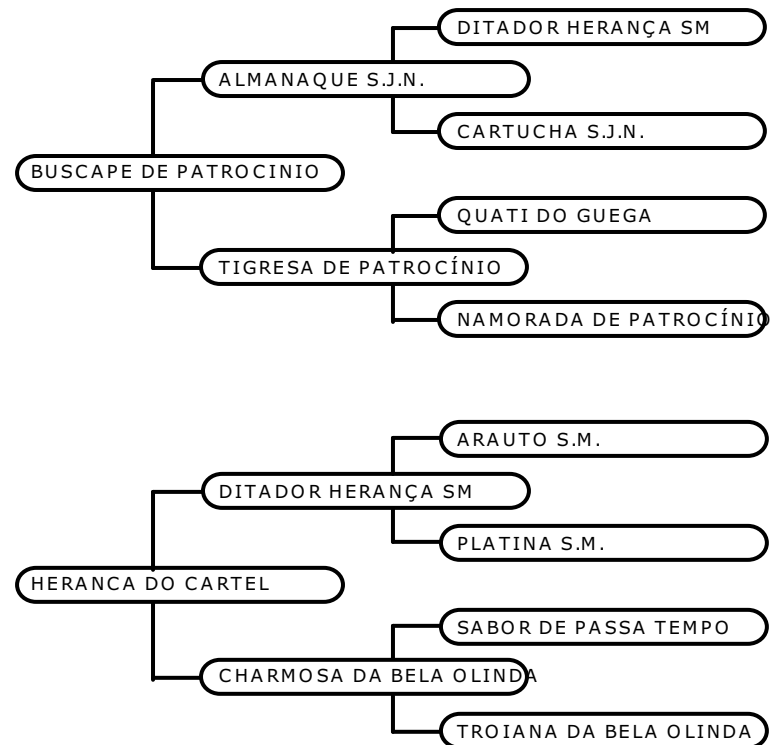 DITADOR HERANÇA SM
ALMANAQUE S.J.N.
CARTUCHA S.J.N.
BUSCAPE DE PATROCINIO
QUATI DO GUEGA
TIGRESA DE PATROCÍNIO
NAMORADA DE PATROCÍNIO
ARAUTO S.M.
DITADOR HERANÇA SM
PLATINA S.M.
HERANCA DO CARTEL
SABOR DE PASSA TEMPO
CHARMOSA DA BELA OLINDA
TROIANA DA BELA OLINDA